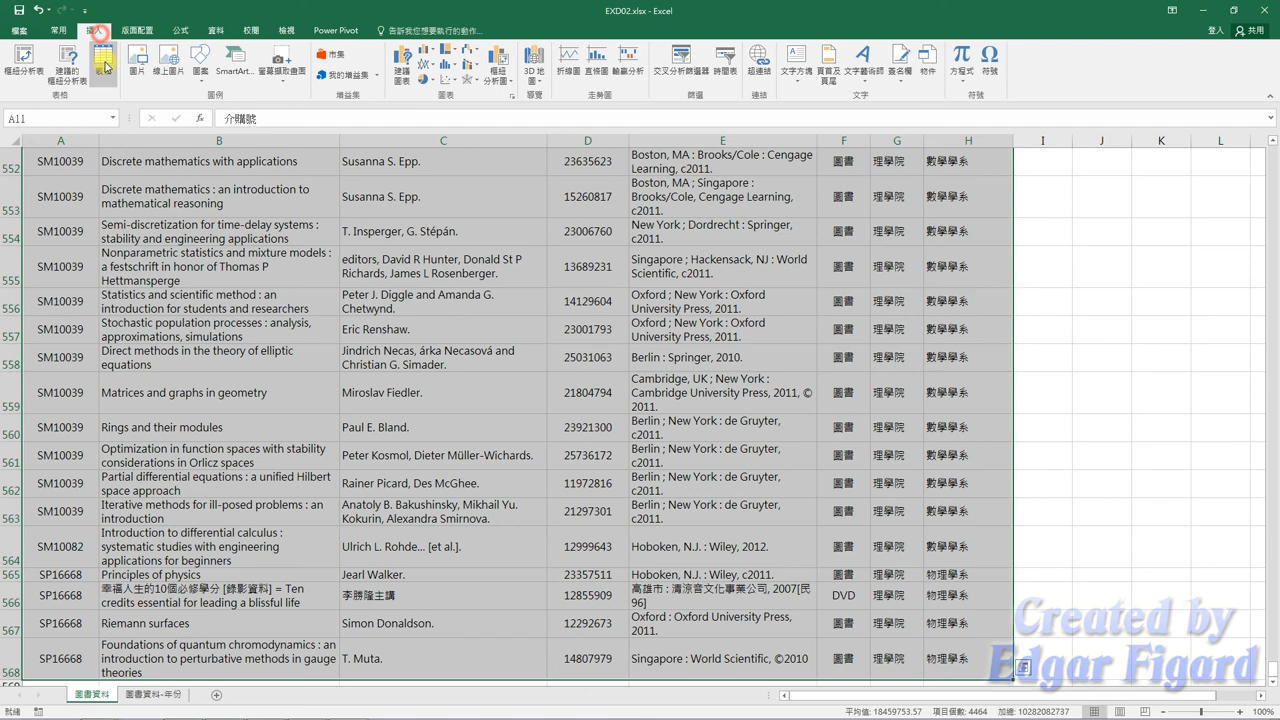 EXD02.xlsx - Excel
登入 共用
檔案 常用 插入 版面配置 公式 資料 校閱 檢視 Power Pivot 告訴我您想要執行的動作...
樞紐分析表 建議的 樞紐分析表 圖片 線上圖片 圖案 SmartArt... 螢幕擷取畫面 市集 我的增益集 建議 圖表 樞紐 分析圖 3D 地 圖 折線圖 直條圖 輸贏分析 交叉分析篩選器 時間表 超連結 文字方塊 頁首及 頁尾 文字藝術師 簽名欄 物件 方程式 符號
表格 圖例 增益集 圖表 導覽 走勢圖 篩選 連結 文字 符號
A11 fx 介購號
A B C D E F G H I J K L
552 SM10039 Discrete mathematics with applications Susanna S. Epp. 23635623 Boston, MA : Brooks/Cole : Cengage Learning, c2011. 圖書 理學院 數學學系
553 SM10039 Discrete mathematics : an introduction to mathematical reasoning Susanna S. Epp. 15260817 Boston, MA ; Singapore : Brooks/Cole, Cengage Learning, c2011. 圖書 理學院 數學學系
554 SM10039 Semi-discretization for time-delay systems : stability and engineering applications T. Insperger, G. Stépán. 23006760 New York ; Dordrecht : Springer, c2011. 圖書 理學院 數學學系
555 SM10039 Nonparametric statistics and mixture models : a festschrift in honor of Thomas P Hettmansperge editors, David R Hunter, Donald St P Richards, James L Rosenberger. 13689231 Singapore ; Hackensack, NJ : World Scientific, c2011. 圖書 理學院 數學學系
556 SM10039 Statistics and scientific method : an introduction for students and researchers Peter J. Diggle and Amanda G. Chetwynd. 14129604 Oxford ; New York : Oxford University Press, 2011. 圖書 理學院 數學學系
557 SM10039 Stochastic population processes : analysis, approximations, simulations Eric Renshaw. 23001793 Oxford ; New York : Oxford University Press, 2011. 圖書 理學院 數學學系
558 SM10039 Direct methods in the theory of elliptic equations Jindrich Necas, árka Necasová and Christian G. Simader. 25031063 Berlin : Springer, 2010. 圖書 理學院 數學學系
559 SM10039 Matrices and graphs in geometry Miroslav Fiedler. 21804794 Cambridge, UK ; New York : Cambridge University Press, 2011, © 2011. 圖書 理學院 數學學系
560 SM10039 Rings and their modules Paul E. Bland. 23921300 Berlin ; New York : de Gruyter, c2011. 圖書 理學院 數學學系
561 SM10039 Optimization in function spaces with stability considerations in Orlicz spaces Peter Kosmol, Dieter Müller-Wichards. 25736172 Berlin ; New York : de Gruyter, c2011. 圖書 理學院 數學學系
562 SM10039 Partial differential equations : a unified Hilbert space approach Rainer Picard, Des McGhee. 11972816 Berlin ; New York : de Gruyter, c2011. 圖書 理學院 數學學系
563 SM10039 Iterative methods for ill-posed problems : an introduction Anatoly B. Bakushinsky, Mikhail Yu. Kokurin, Alexandra Smirnova. 21297301 Berlin ; New York : de Gruyter, c2011. 圖書 理學院 數學學系
564 SM10082 Introduction to differential calculus : systematic studies with engineering applications for beginners Ulrich L. Rohde... [et al.]. 12999643 Hoboken, N.J. : Wiley, 2012. 圖書 理學院 數學學系
565 SP16668 Principles of physics Jearl Walker. 23357511 Hoboken, N.J. : Wiley, c2011. 圖書 理學院 物理學系
566 SP16668 幸福人生的10個必修學分 [錄影資料] = Ten credits essential for leading a blissful life 李勝隆主講 12855909 高雄市 : 清涼音文化事業公司, 2007[民 96] DVD 理學院 物理學系
567 SP16668 Riemann surfaces Simon Donaldson. 12292673 Oxford : Oxford University Press, 2011. 圖書 理學院 物理學系
568 SP16668 Foundations of quantum chromodynamics : an introduction to perturbative methods in gauge theories T. Muta. 14807979 Singapore : World Scientific, ©2010 圖書 理學院 物理學系
Created by
Edgar Figard
圖書資料 圖書資料-年份
就緒 平均值: 18459753.57 項目個數: 4464 加總: 10282082737 100%